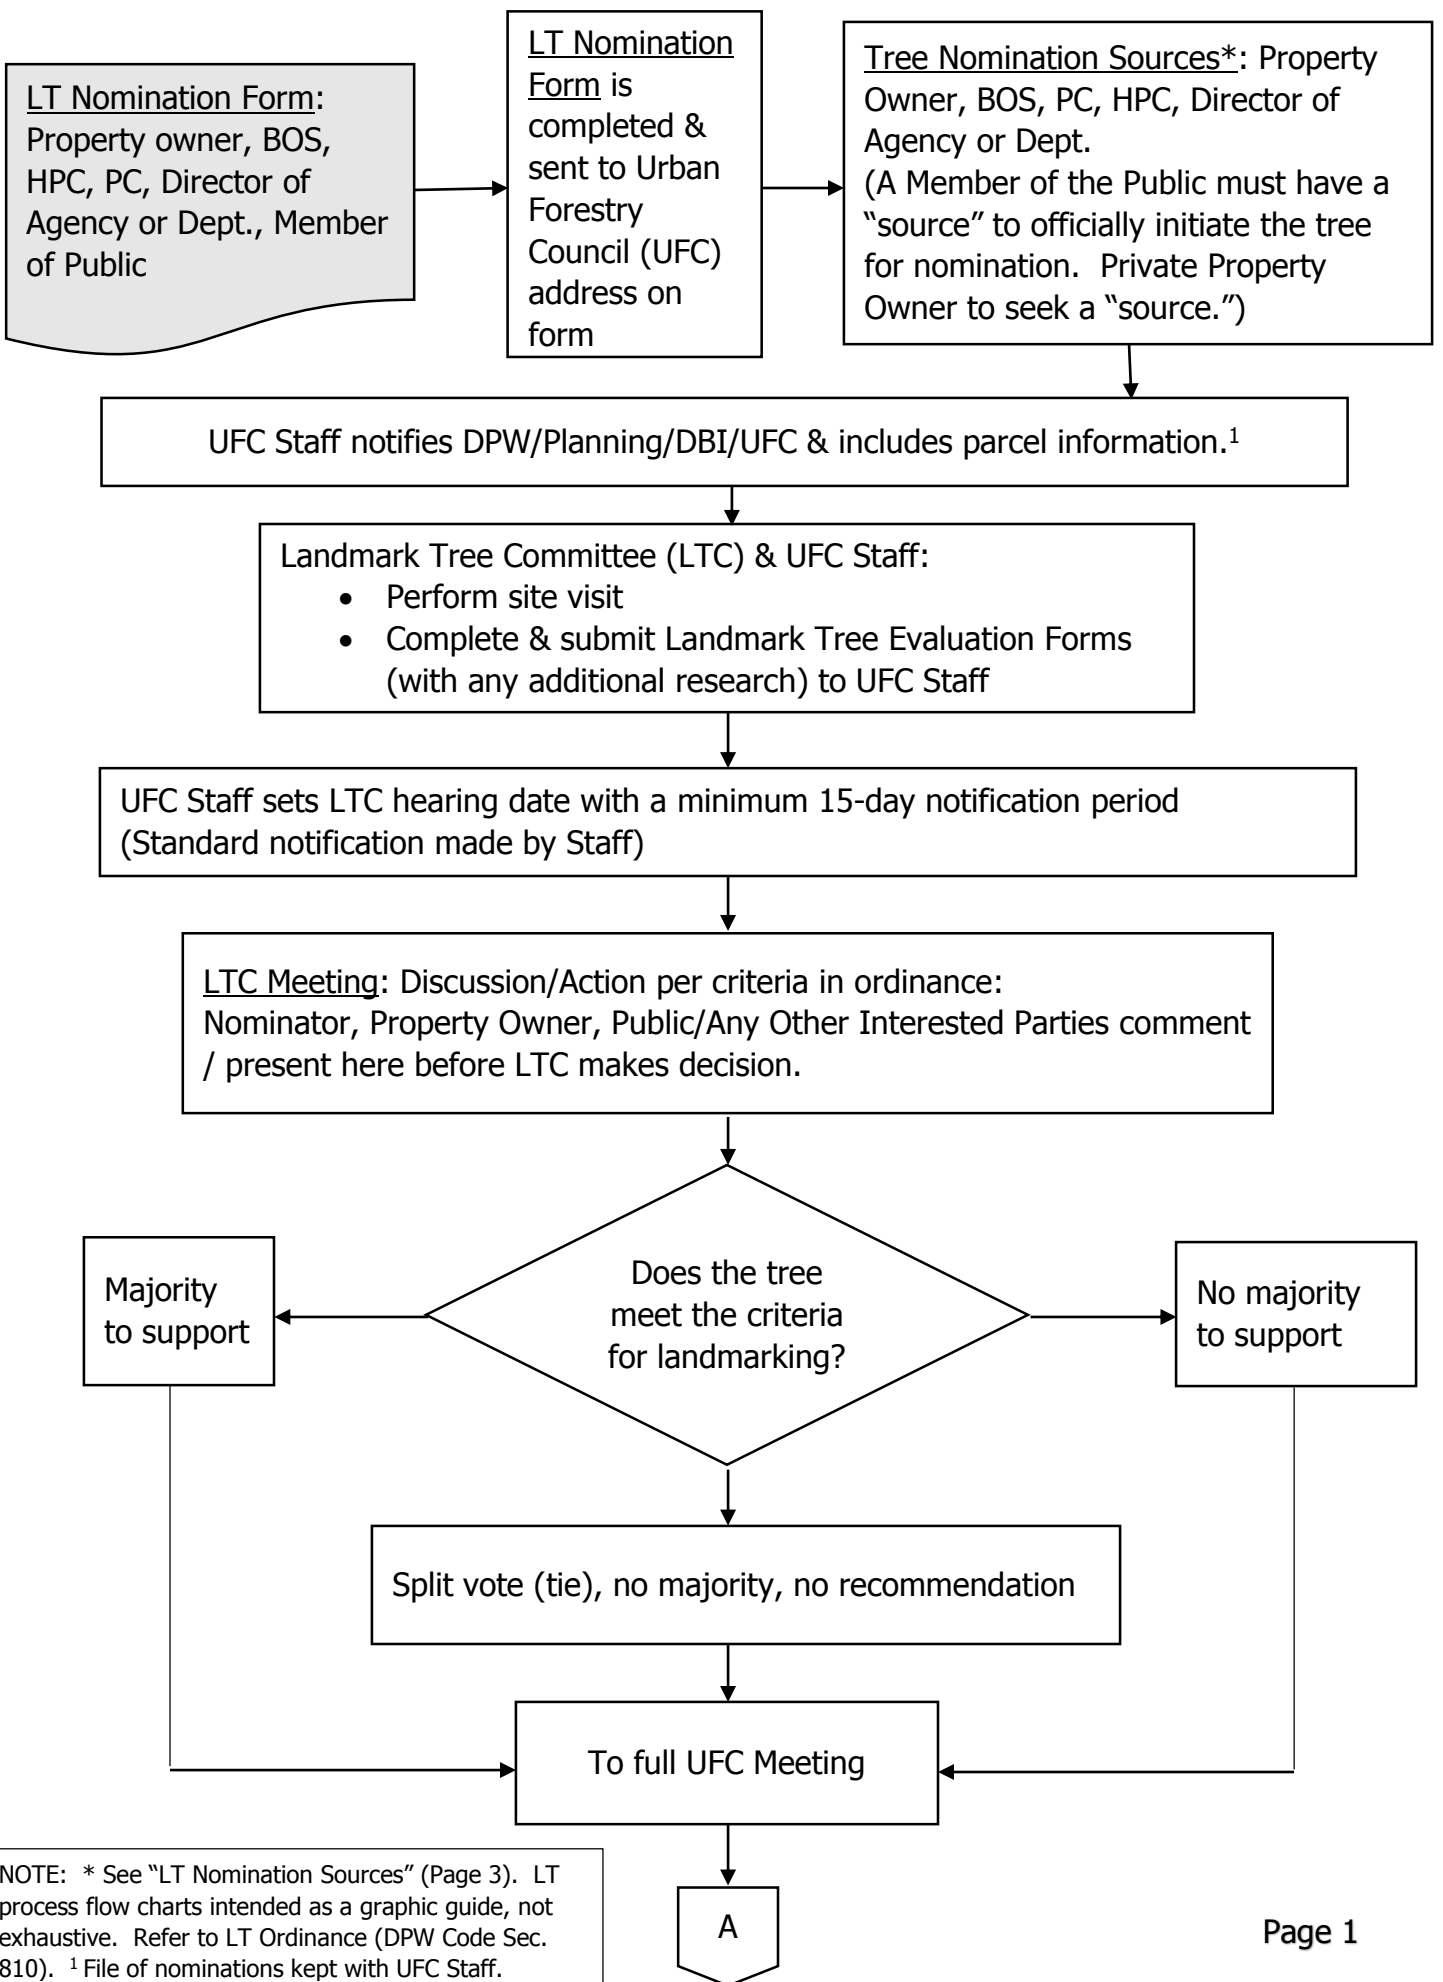 LT Nomination Form:
Property owner, BOS,
HPC, PC, Director of
Agency or Dept., Member
of Public
LT Nomination
Form is
completed &
sent to Urban
Forestry
Council (UFC)
address on
form
Tree Nomination Sources*: Property
Owner, BOS, PC, HPC, Director of
Agency or Dept.
(A Member of the Public must have a
“source” to officially initiate the tree
for nomination.  Private Property
Owner to seek a “source.”)
UFC Staff notifies DPW/Planning/DBI/UFC & includes parcel information.1
Landmark Tree Committee (LTC) & UFC Staff:
• Perform site visit
• Complete & submit Landmark Tree Evaluation Forms
(with any additional research) to UFC Staff
UFC Staff sets LTC hearing date with a minimum 15-day notification period
(Standard notification made by Staff)
LTC Meeting: Discussion/Action per criteria in ordinance:
Nominator, Property Owner, Public/Any Other Interested Parties comment
/ present here before LTC makes decision.
Does the tree
meet the criteria
for landmarking?
Majority
to support
No majority
to support
Split vote (tie), no majority, no recommendation
To full UFC Meeting
A
NOTE:  * See “LT Nomination Sources” (Page 3).  LT
process flow charts intended as a graphic guide, not
exhaustive.  Refer to LT Ordinance (DPW Code Sec.
810).  1 File of nominations kept with UFC Staff.
Page 1